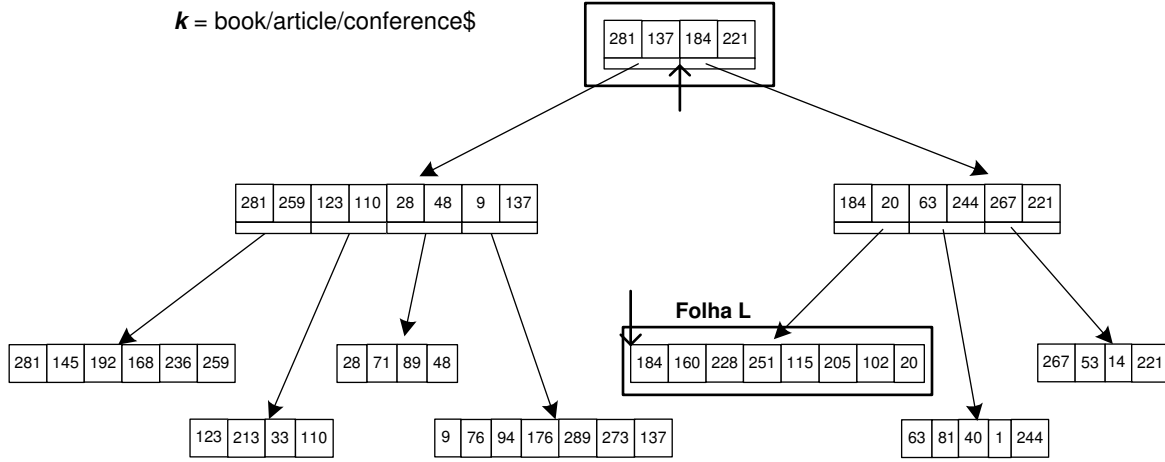 k = book/article/conference$
281 137 184 221
281 259 123 110 28 48 9 137
184 20 63 244 267 221
Folha L
281 145 192 168 236 259
28 71 89 48
184 160 228 251 115 205 102 20
267 53 14 221
123 213 33 110
9 76 94 176 289 273 137
63 81 40 1 244